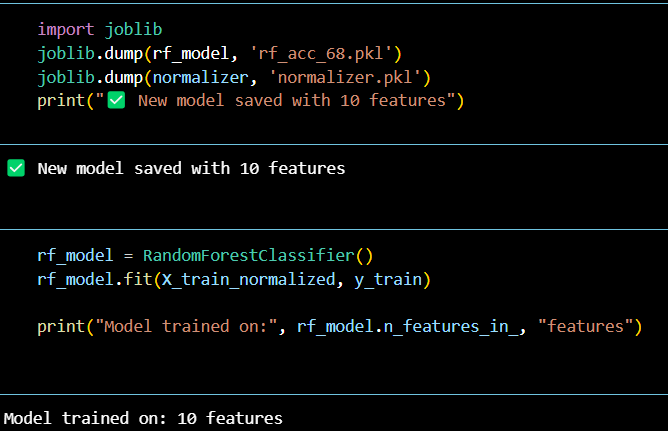 import joblib
joblib.dump(rf_model, 'rf_acc_68.pkl')
joblib.dump(normalizer, 'normalizer.pkl')
print("✅ New model saved with 10 features")
✅ New model saved with 10 features
rf_model = RandomForestClassifier()
rf_model.fit(X_train_normalized, y_train)
print("Model trained on:", rf_model.n_features_in_, "features")
Model trained on: 10 features